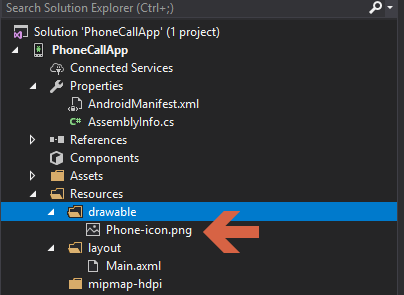 Search Solution Explorer (Ctrl+;)
Solution 'PhoneCallApp' (1 project)
PhoneCallApp
Connected Services
Properties
AndroidManifest.xml
C# AssemblyInfo.cs
References
Components
Assets
Resources
drawable
Phone-icon.png
layout
Main.axml
mipmap-hdpi